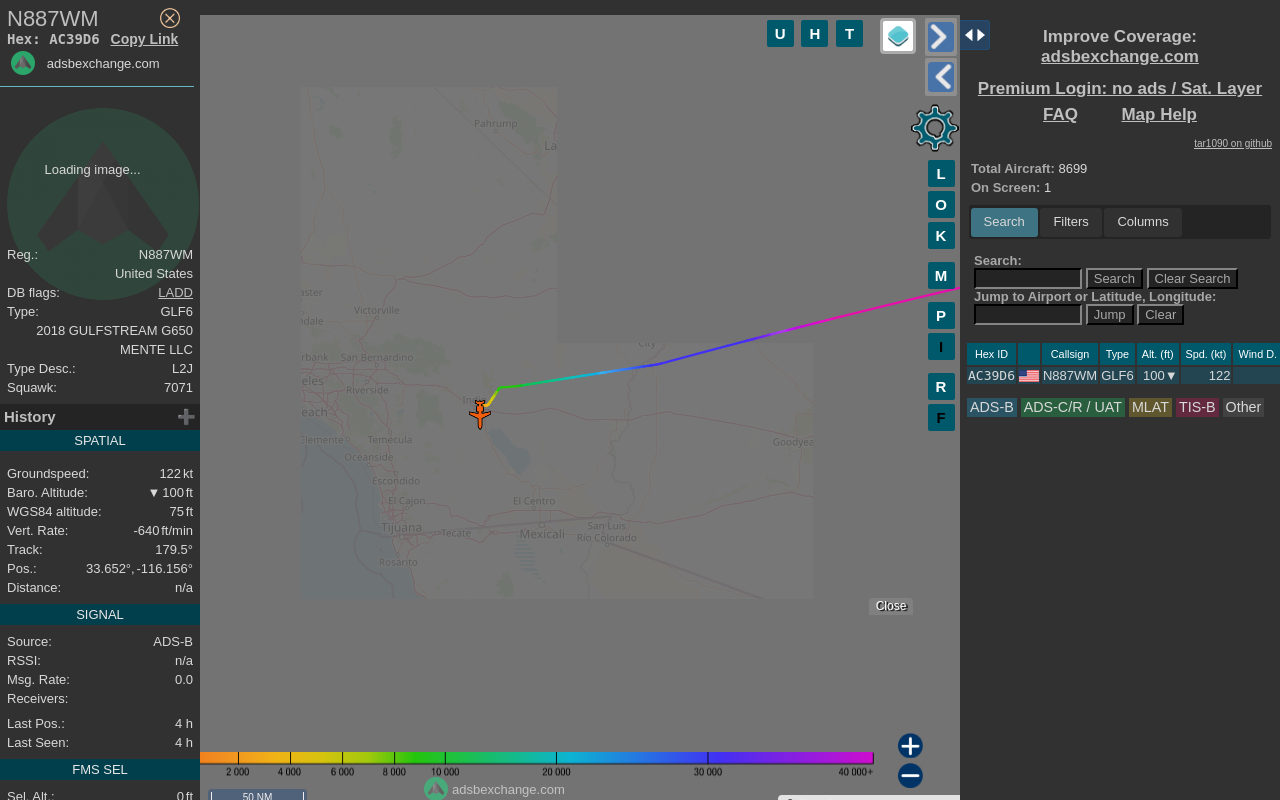 N887WM
Hex: AC39D6 Copy Link
adsbexchange.com
Loading image...
Reg.: N887WM
United States
DB flags: LADD
Type: GLF6
2018 GULFSTREAM G650
MENTE LLC
Type Desc.: L2J
Squawk: 7071
History
SPATIAL
Groundspeed: 122 kt
Baro. Altitude: ▼ 100 ft
WGS84 altitude: 75 ft
Vert. Rate: -640 ft/min
Track: 179.5°
Pos.: 33.652°, -116.156°
Distance: n/a
SIGNAL
Source: ADS-B
RSSI: n/a
Msg. Rate: 0.0
Receivers:
Last Pos.: 4 h
Last Seen: 4 h
FMS SEL
Sel. Alt.: 0 ft
U H T
L
O
K
M
P
I
R
F
Pahrump
La
aster
Victorville
dale
rbank San Bernardino
eles
Riverside
City
Indi
each
Clemente Temecula
Goodyea
Oceanside
Escondido
El Cajon El Centro
Tijuana Tecate Mexicali San Luis
Río Colorado
Rosarito
Close
2 000 4 000 6 000 8 000 10 000 20 000 30 000 40 000+
adsbexchange.com
50 NM
Improve Coverage:
adsbexchange.com
Premium Login: no ads / Sat. Layer
FAQ Map Help
tar1090 on github
Total Aircraft: 8699
On Screen: 1
Search Filters Columns
Search:
Search Clear Search
Jump to Airport or Latitude, Longitude:
Jump Clear
Hex ID Callsign Type Alt. (ft) Spd. (kt) Wind D.
AC39D6 N887WM GLF6 100▼ 122
ADS-B ADS-C/R / UAT MLAT TIS-B Other